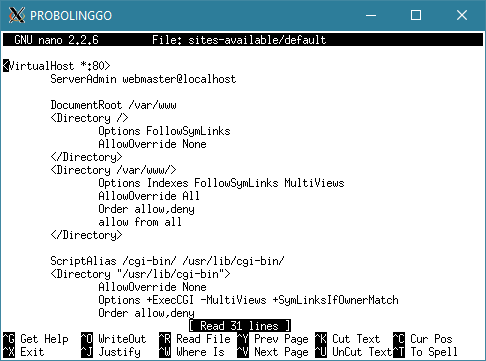 PROBOLINGGO
GNU nano 2.2.6 File: sites-available/default
<VirtualHost *:80>
ServerAdmin webmaster@localhost
DocumentRoot /var/www
<Directory />
Options FollowSymLinks
AllowOverride None
</Directory>
<Directory /var/www/>
Options Indexes FollowSymLinks MultiViews
AllowOverride All
Order allow,deny
allow from all
</Directory>
ScriptAlias /cgi-bin/ /usr/lib/cgi-bin/
<Directory "/usr/lib/cgi-bin">
AllowOverride None
Options +ExecCGI -MultiViews +SymLinksIfOwnerMatch
Order allow,deny
[ Read 31 lines ]
^G Get Help ^O WriteOut ^R Read File ^Y Prev Page ^K Cut Text ^C Cur Pos
^X Exit ^J Justify ^W Where Is ^V Next Page ^U UnCut Text ^T To Spell